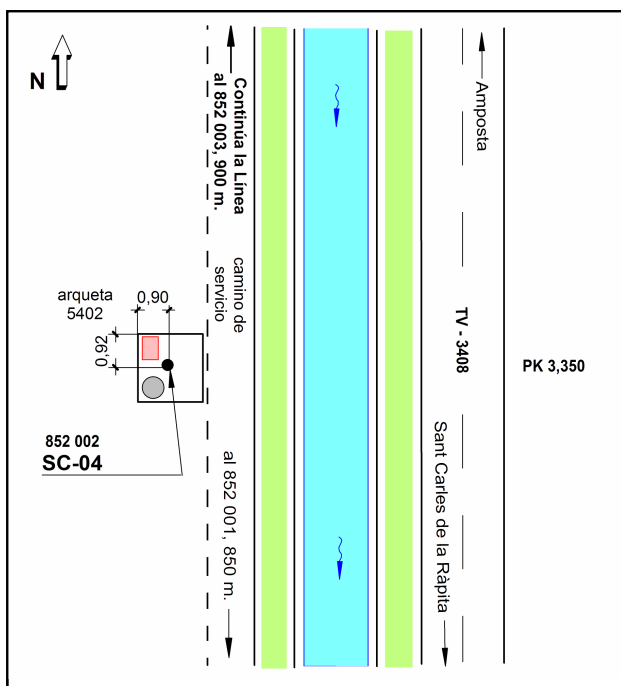 N
Continúa la Línea
al 852 003, 900 m.
Amposta
camino de
servicio
arqueta
5402
0,90
0,92
TV - 3408
PK 3,350
852 002
SC-04
al 852 001, 850 m.
Sant Carles de la Ràpita